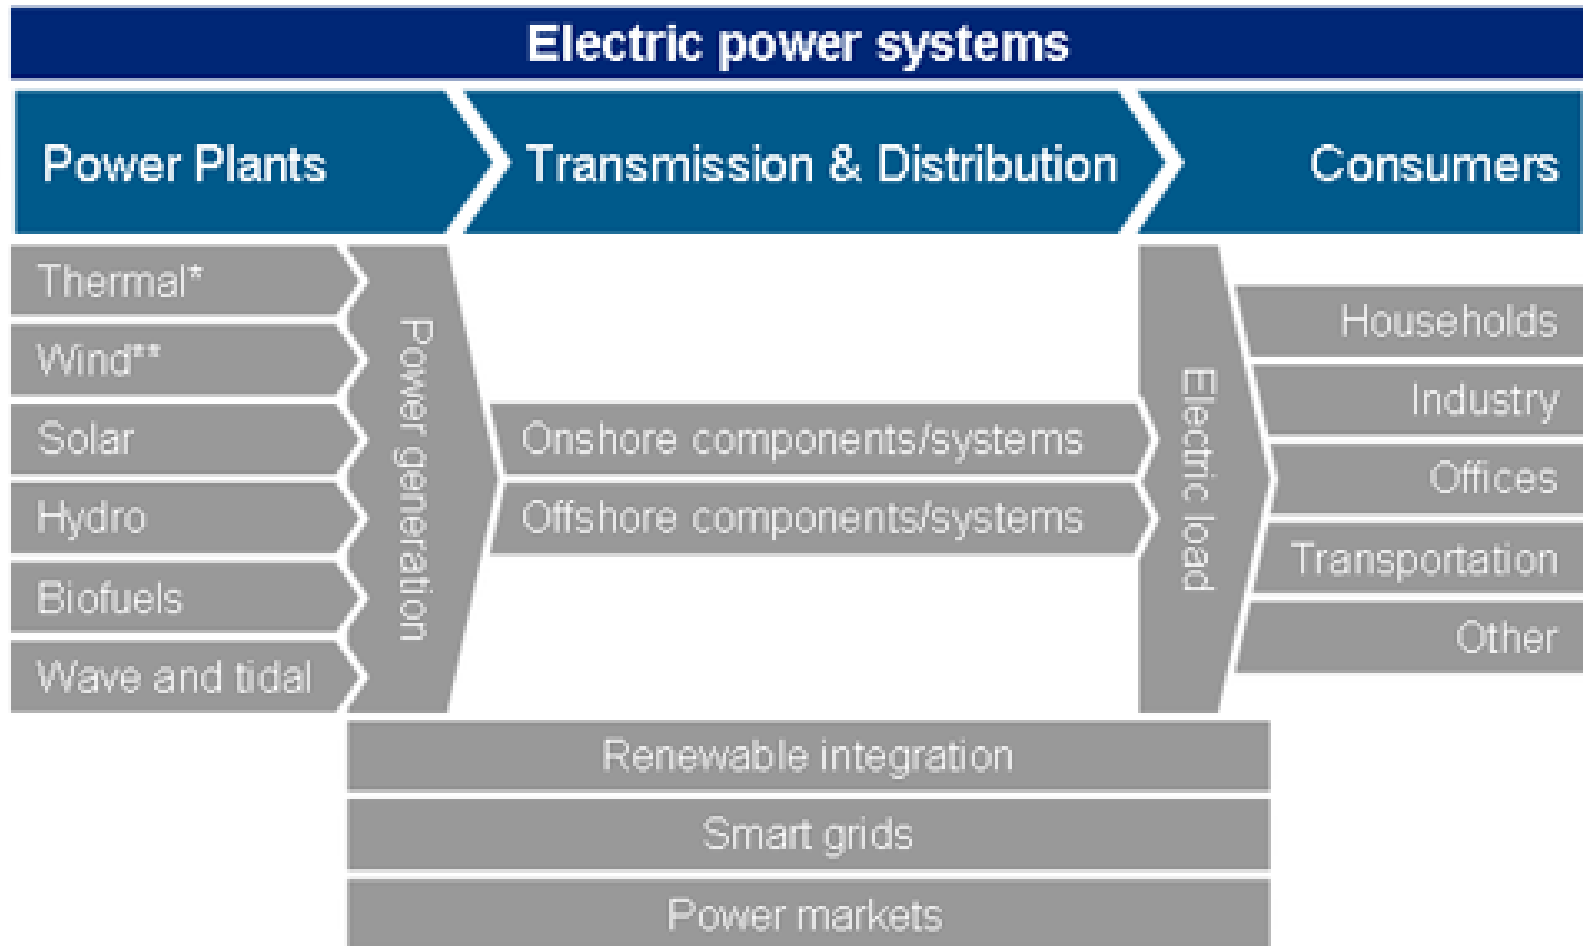 Electric power systems
Power Plants
Transmission & Distribution
Consumers
Thermal*
Wind**
Solar
Hydro
Biofuels
Wave and tidal
Power generation
Onshore components/systems
Offshore components/systems
Electric load
Households
Industry
Offices
Transportation
Other
Renewable integration
Smart grids
Power markets